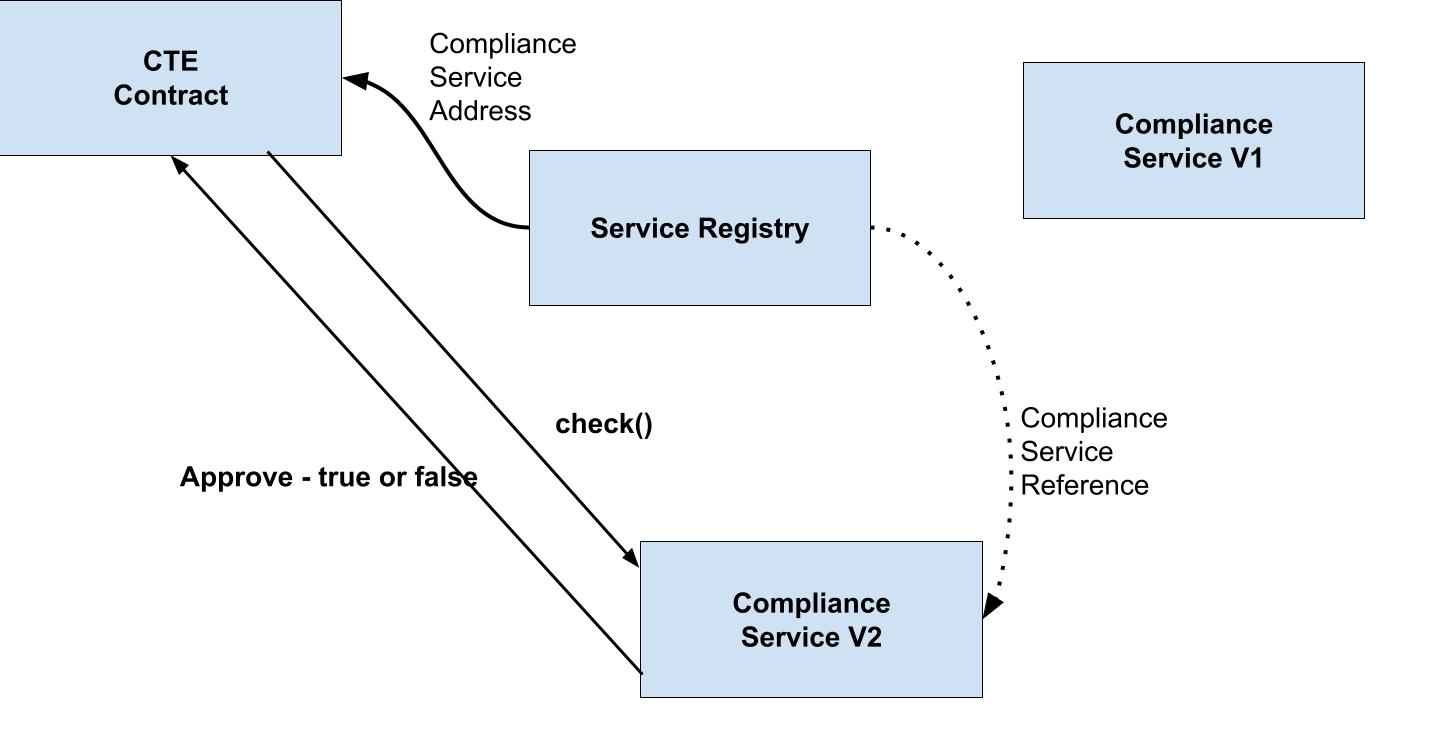 CTE
Contract
Compliance
Service
Address
Compliance
Service V1
Service Registry
check()
Approve - true or false
Compliance
Service
Reference
Compliance
Service V2